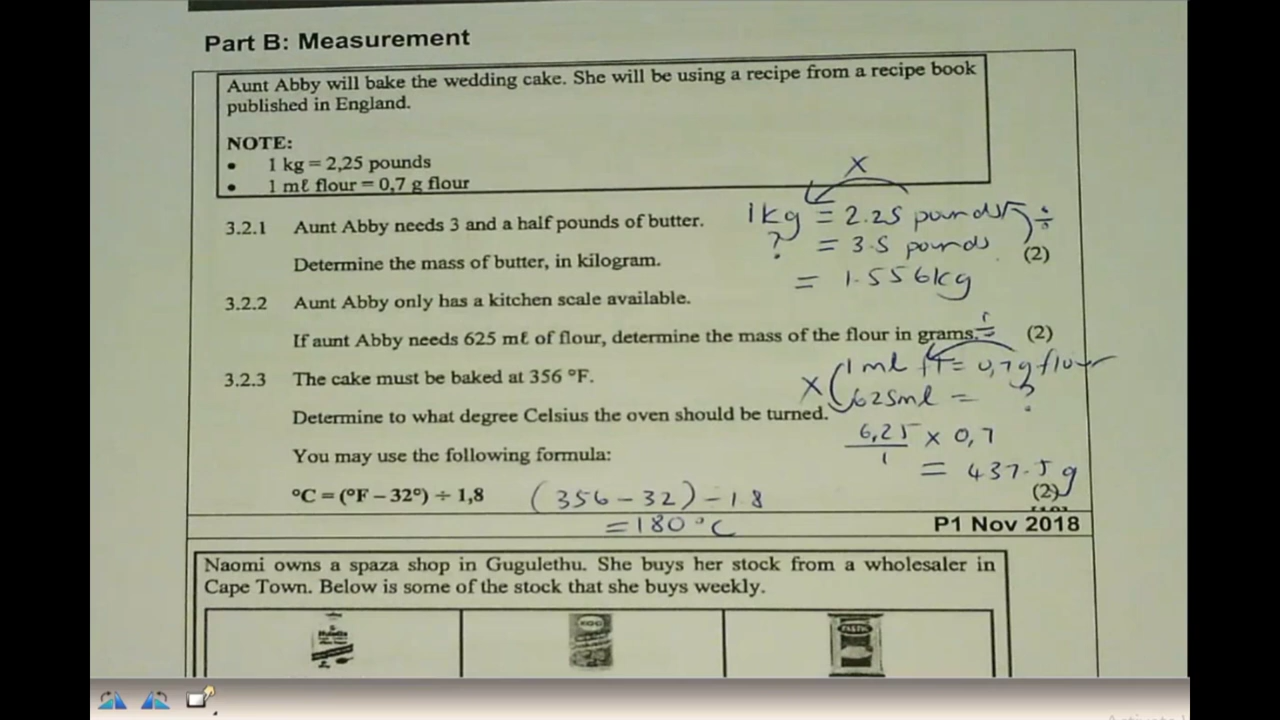 Part B: Measurement
Aunt Abby will bake the wedding cake. She will be using a recipe from a recipe book
published in England.
NOTE:
• 1 kg = 2,25 pounds
• 1 mℓ flour = 0,7 g flour
x
3.2.1 Aunt Abby needs 3 and a half pounds of butter.
1kg = 2.25 pounds ÷
? = 3.5 pounds
(2)
Determine the mass of butter, in kilogram.
= 1.556kg
3.2.2 Aunt Abby only has a kitchen scale available.
If aunt Abby needs 625 mℓ of flour, determine the mass of the flour in grams. ÷ (2)
1 ml = 0,7g flour
3.2.3 The cake must be baked at 356 °F.
x 625ml = ?
Determine to what degree Celsius the oven should be turned.
6,25 x 0,7
1
You may use the following formula:
= 437.5g
°C = (°F – 32°) ÷ 1,8 (356 - 32) - 1.8
(2)
= 180°C
P1 Nov 2018
Naomi owns a spaza shop in Gugulethu. She buys her stock from a wholesaler in
Cape Town. Below is some of the stock that she buys weekly.
Huletts KOO TASTIC